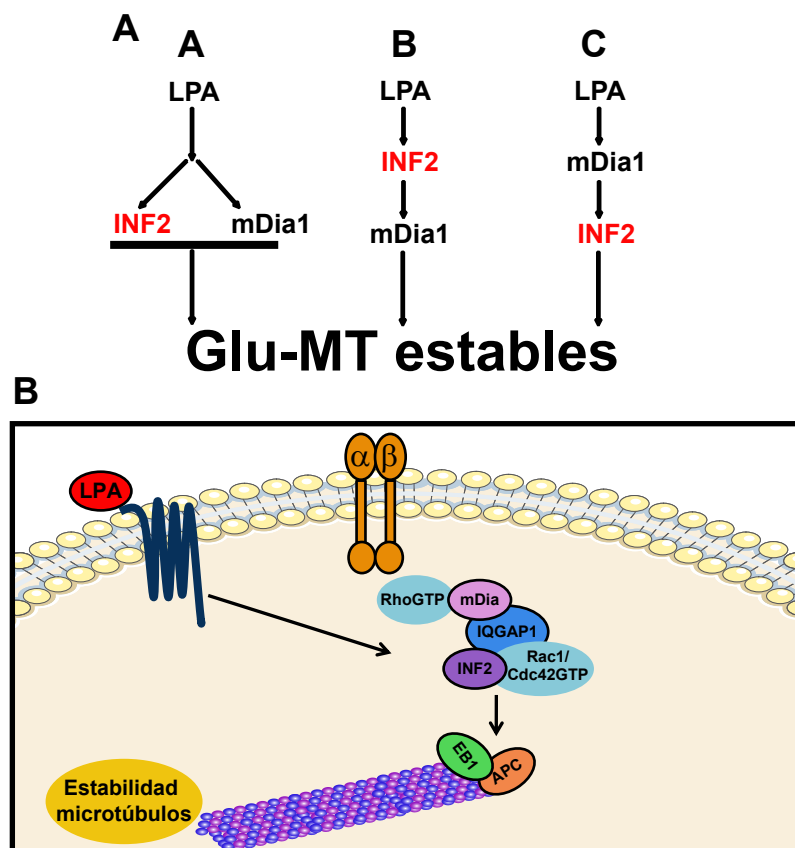 A
A
B
C
LPA
LPA
LPA
INF2
mDia1
INF2
mDia1
mDia1
INF2
Glu-MT estables
B
α
β
LPA
RhoGTP
mDia
IQGAP1
INF2
Rac1/
Cdc42GTP
EB1
APC
Estabilidad
microtúbulos